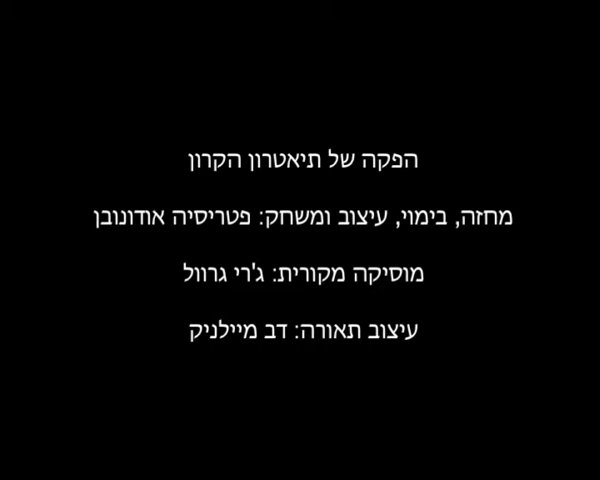 הפקה של תיאטרון הקרון
מחזה, בימוי, עיצוב ומשחק: פטריסיה אודונובן
מוסיקה מקורית: ג'רי גרוול
עיצוב תאורה: דב מיילניק